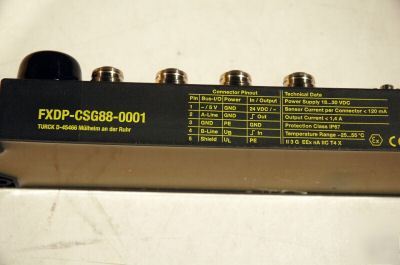 FXDP-CSG88-0001
TURCK D-45466 Mülheim an der Ruhr
Connector Pinout
Pin Bus-I/O Power In / Output
1 – / 5 V GND 24 VDC / –
2 A-Line GND Out
3 GND PE GND
4 B-Line UB In
5 Shield UL PE
Technical Data
Power Supply 18...30 VDC
Sensor Current per Connector < 120 mA
Output Current < 1,4 A
Protection Class IP67
Temperature Range –25...55 °C
II 3 G EEx nA IIC T4 X
Ex